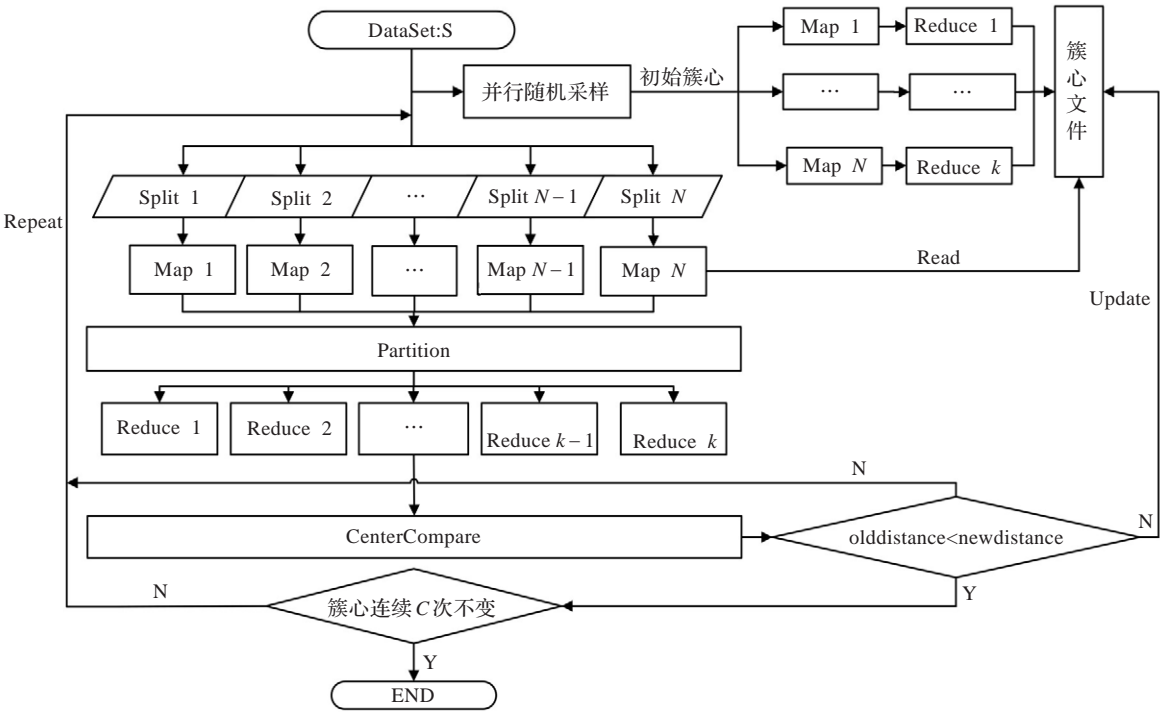 DataSet:S
并行随机采样
初始簇心
Map 1
Reduce 1
…
…
Map N
Reduce k
簇心文件
Split 1
Split 2
…
Split N−1
Split N
Repeat
Map 1
Map 2
…
Map N−1
Map N
Read
Update
Partition
Reduce 1
Reduce 2
…
Reduce k−1
Reduce k
N
CenterCompare
olddistance<newdistance
N
Y
N
簇心连续C次不变
Y
END